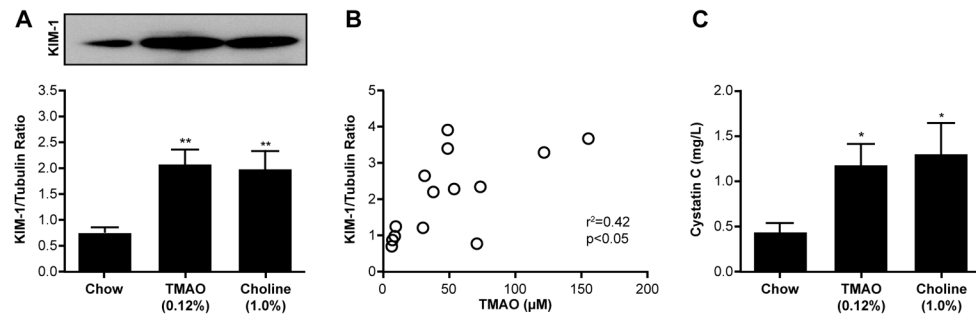 A
KIM-1
KIM-1/Tubulin Ratio
3.5
3.0
2.5
2.0
1.5
1.0
0.5
0.0
**
**
Chow
TMAO
(0.12%)
Choline
(1.0%)
B
KIM-1/Tubulin Ratio
5
4
3
2
1
0
r²=0.42
p<0.05
0
50
100
150
200
TMAO (µM)
C
Cystatin C (mg/L)
2.0
1.5
1.0
0.5
0.0
*
*
Chow
TMAO
(0.12%)
Choline
(1.0%)